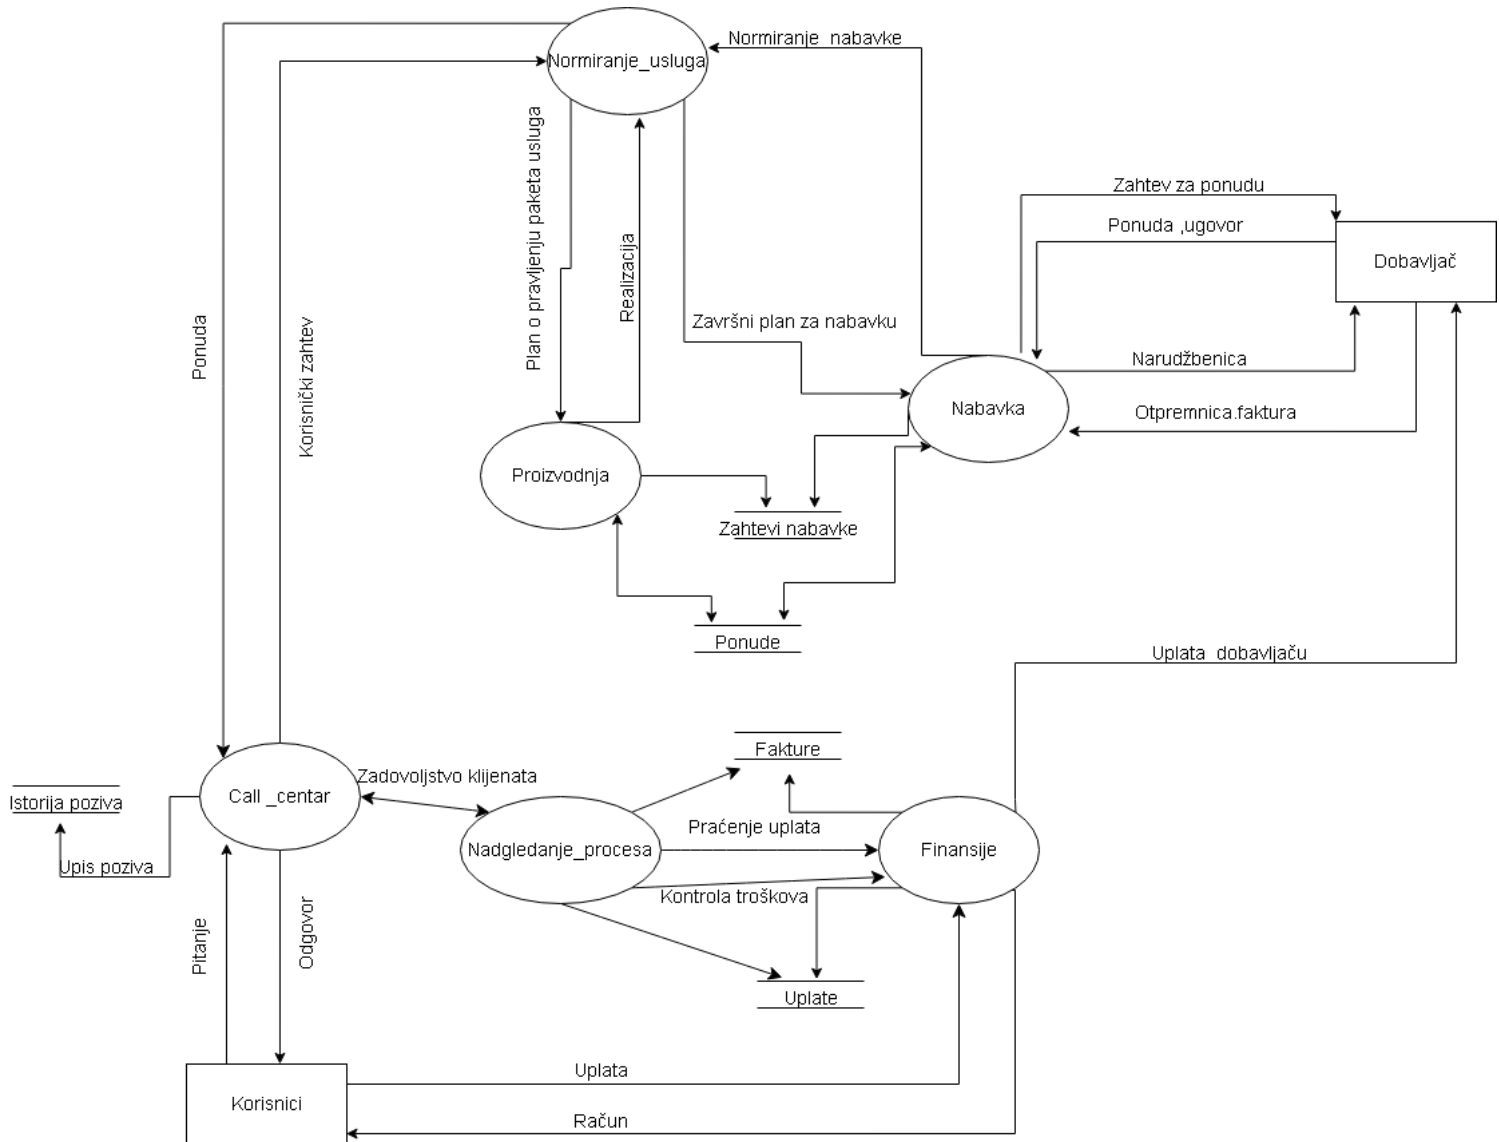 Normiranje_usluga
Normiranje nabavke
Plan o pravljenju paketa usluga
Realizacija
Zahtev za ponudu
Ponuda ,ugovor
Dobavljač
Ponuda
Korisnički zahtev
Završni plan za nabavku
Narudžbenica
Nabavka
Otpremnica.faktura
Proizvodnja
Zahtevi nabavke
Ponude
Uplata dobavljaču
Fakture
Zadovoljstvo klijenata
Call _centar
Istorija poziva
Praćenje uplata
Nadgledanje_procesa
Finansije
Upis poziva
Kontrola troškova
Pitanje
Odgovor
Uplate
Uplata
Korisnici
Račun